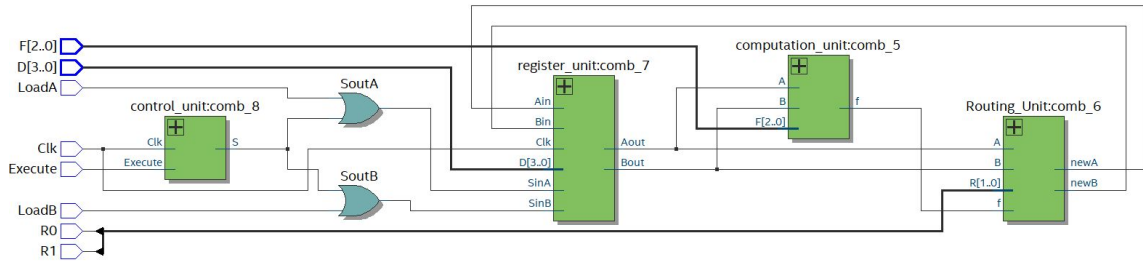 F[2..0]
D[3..0]
LoadA
Clk
Execute
LoadB
R0
R1
control_unit:comb_8
Clk
Execute
S
SoutA
SoutB
register_unit:comb_7
Ain
Bin
Clk
D[3..0]
SinA
SinB
Aout
Bout
computation_unit:comb_5
A
B
F[2..0]
f
Routing_Unit:comb_6
A
B
R[1..0]
f
newA
newB